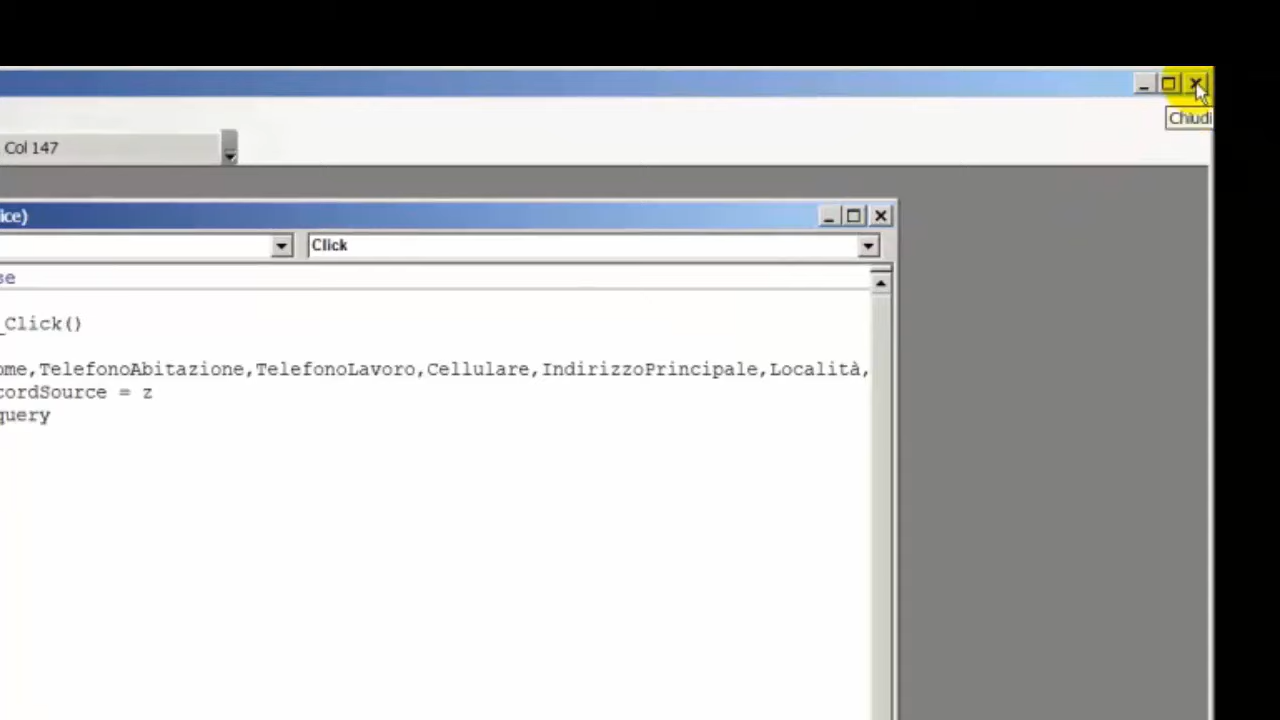 Chiudi
Col 147
ice)
Click
se
_Click()
ome,TelefonoAbitazione,TelefonoLavoro,Cellulare,IndirizzoPrincipale,Località,
cordSource = z
query